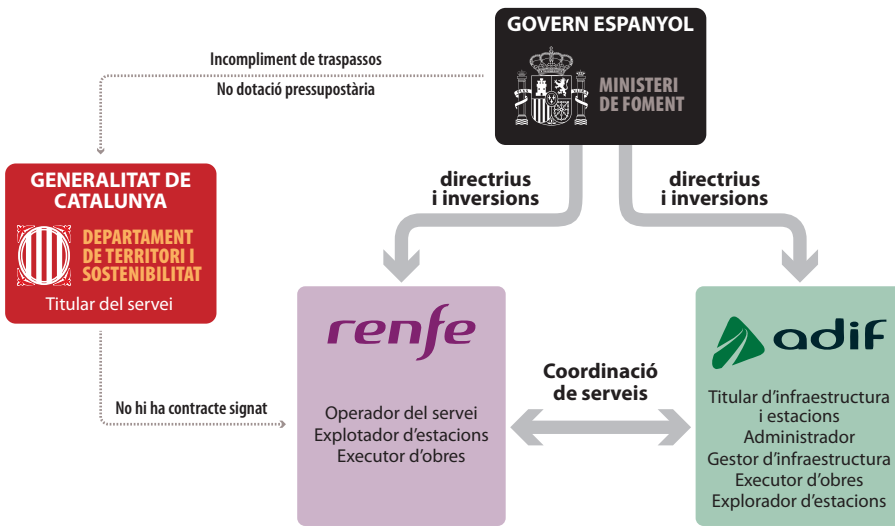 GOVERN ESPANYOL
MINISTERI
DE FOMENT
Incompliment de traspassos
No dotació pressupostària
GENERALITAT DE
CATALUNYA
DEPARTAMENT
DE TERRITORI I
SOSTENIBILITAT
Titular del servei
directrius
i inversions
directrius
i inversions
No hi ha contracte signat
renfe
Operador del servei
Explotador d’estacions
Executor d’obres
Coordinació
de serveis
adif
Titular d’infraestructura
i estacions
Administrador
Gestor d’infraestructura
Executor d’obres
Explorador d’estacions